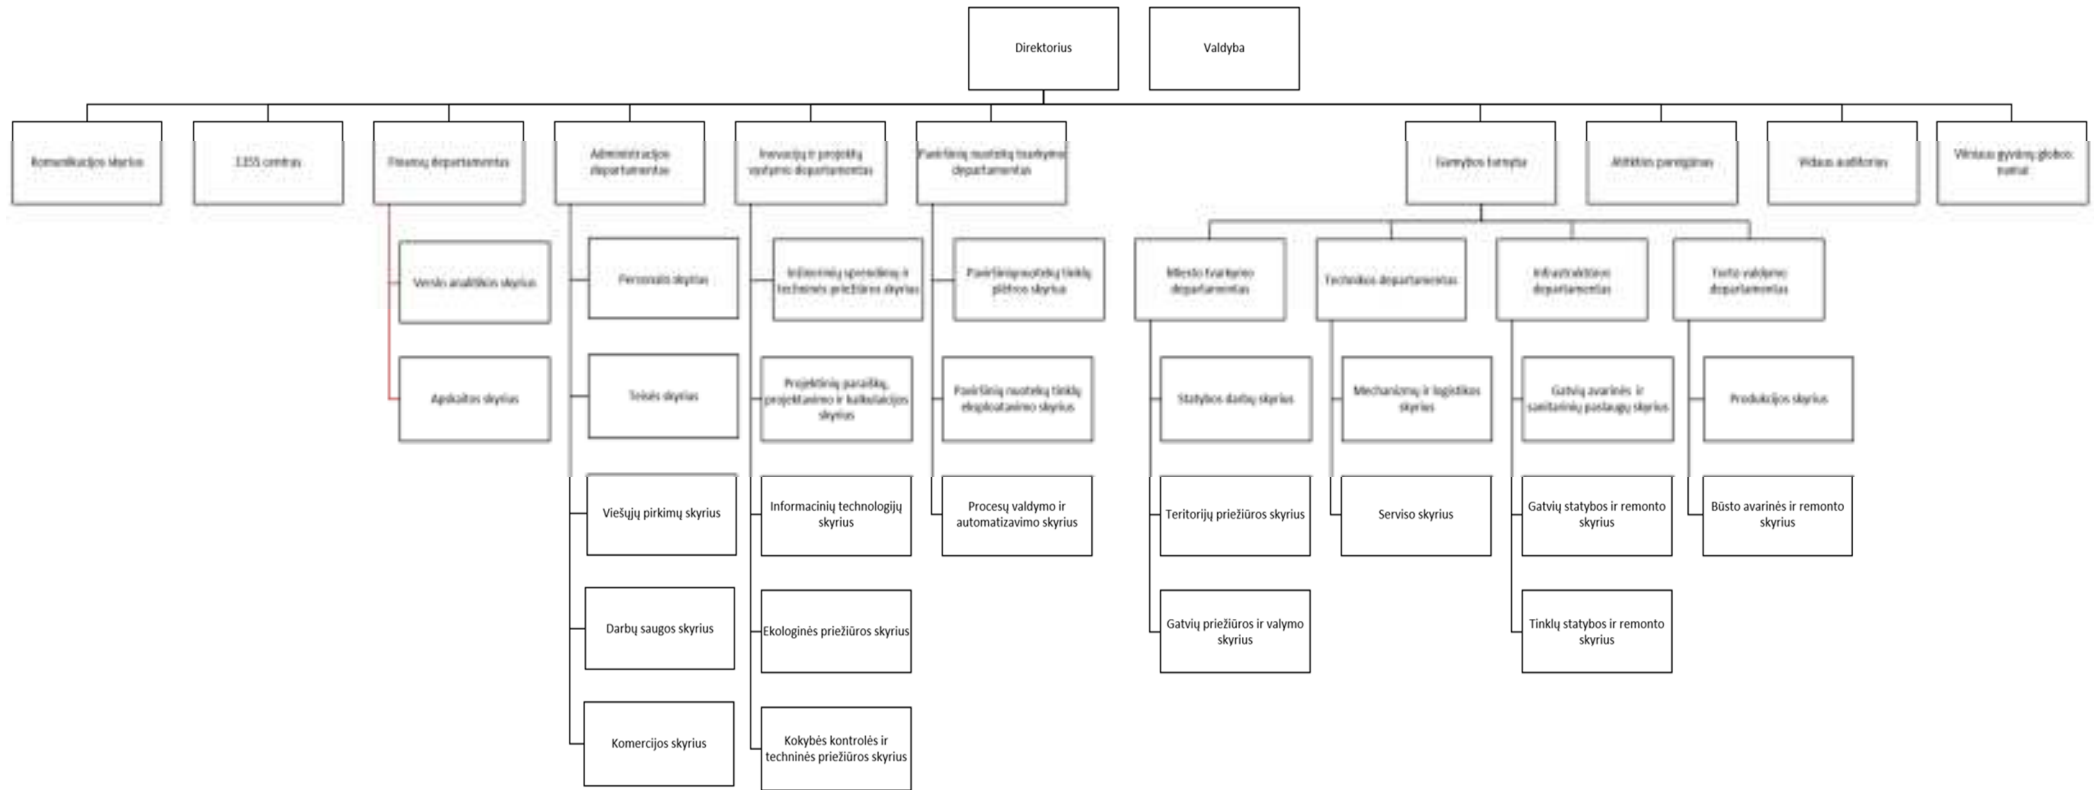 Direktorius
Valdyba
Komunikacijos skyrius
Finansų departamentas
Administracijos
departamentas
Inovacijų ir projektų
vystymo departamentas
Paviršinių nuotekų tvarkymo
departamentas
Gamybos tarnyba
Atitikties pareigūnas
Vidaus auditorius
Vilniaus gyvūnų globos
namai
Verslo analitikos skyrius
Personalo skyrius
Inžinerinių sprendimų ir
techninės priežiūros skyrius
Paviršinių nuotekų tinklų
plėtros skyrius
Miesto tvarkymo
departamentas
Technikos departamentas
Infrastruktūros
departamentas
Turto valdymo
departamentas
Apskaitos skyrius
Teisės skyrius
Projektinių paraiškų,
projektavimo ir kalkuliacijos
skyrius
Paviršinių nuotekų tinklų
eksploatavimo skyrius
Statybos darbų skyrius
Mechanizmų ir logistikos
skyrius
Gatvių avarinės ir
sanitarinių paslaugų skyrius
Produkcijos skyrius
Viešųjų pirkimų skyrius
Informacinių technologijų
skyrius
Procesų valdymo ir
automatizavimo skyrius
Teritorijų priežiūros skyrius
Serviso skyrius
Gatvių statybos ir remonto
skyrius
Būsto avarinės ir remonto
skyrius
Darbų saugos skyrius
Ekologinės priežiūros skyrius
Gatvių priežiūros ir valymo
skyrius
Tinklų statybos ir remonto
skyrius
Komercijos skyrius
Kokybės kontrolės ir
techninės priežiūros skyrius